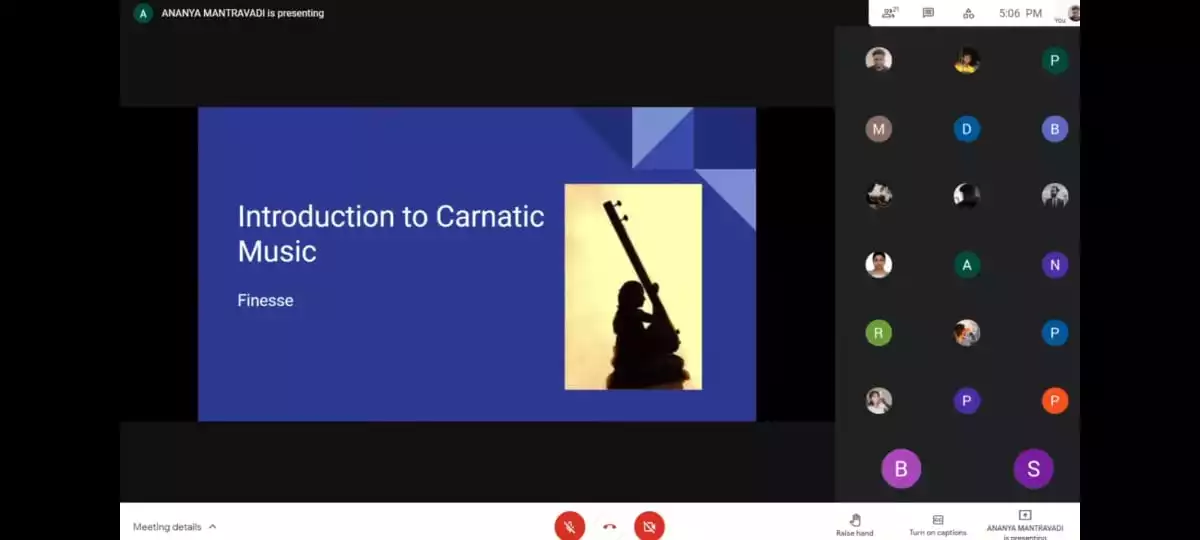 A ANANYA MANTRAVADI is presenting
21
5:06 PM
You
P
M D B
A N
R P
P P
B S
Introduction to Carnatic
Music
Finesse
Meeting details
Raise hand
Turn on captions
ANANYA MANTRAVADI
is presenting